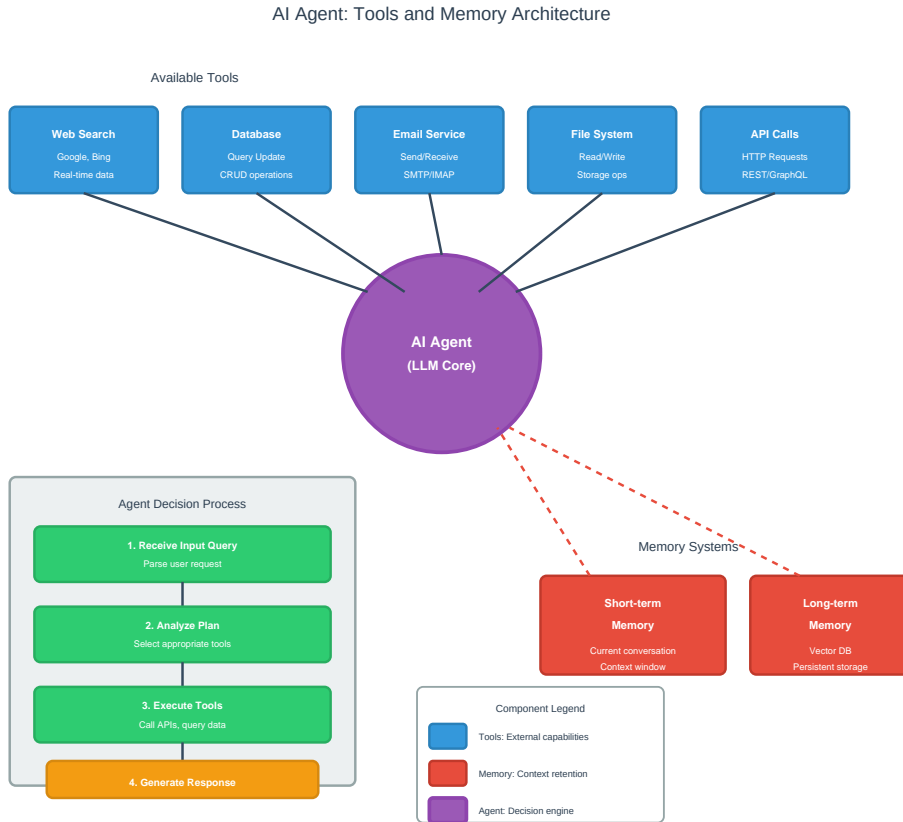 AI Agent: Tools and Memory Architecture
Available Tools
Web Search
Google, Bing
Real-time data
Database
Query Update
CRUD operations
Email Service
Send/Receive
SMTP/IMAP
File System
Read/Write
Storage ops
API Calls
HTTP Requests
REST/GraphQL
AI Agent
(LLM Core)
Agent Decision Process
1. Receive Input Query
Parse user request
2. Analyze Plan
Select appropriate tools
3. Execute Tools
Call APIs, query data
4. Generate Response
Memory Systems
Short-term
Memory
Current conversation
Context window
Long-term
Memory
Vector DB
Persistent storage
Component Legend
Tools: External capabilities
Memory: Context retention
Agent: Decision engine